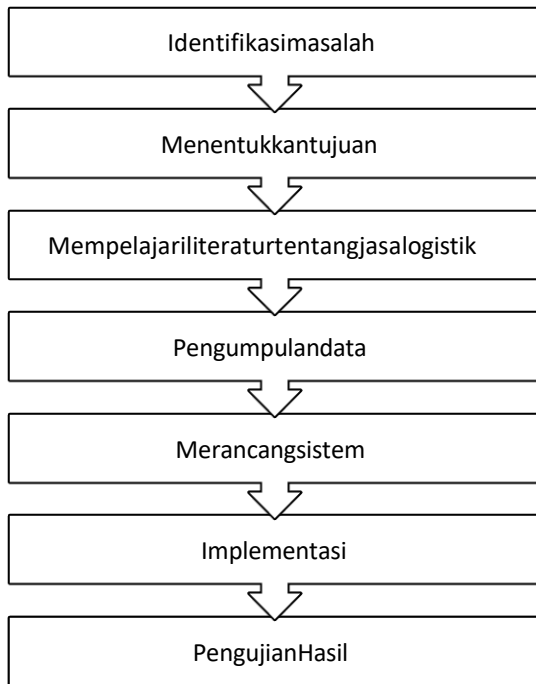 Identifikasimasalah
Menentukkantujuan
Mempelajariliteraturtentangjasalogistik
Pengumpulandata
Merancangsistem
Implementasi
PengujianHasil